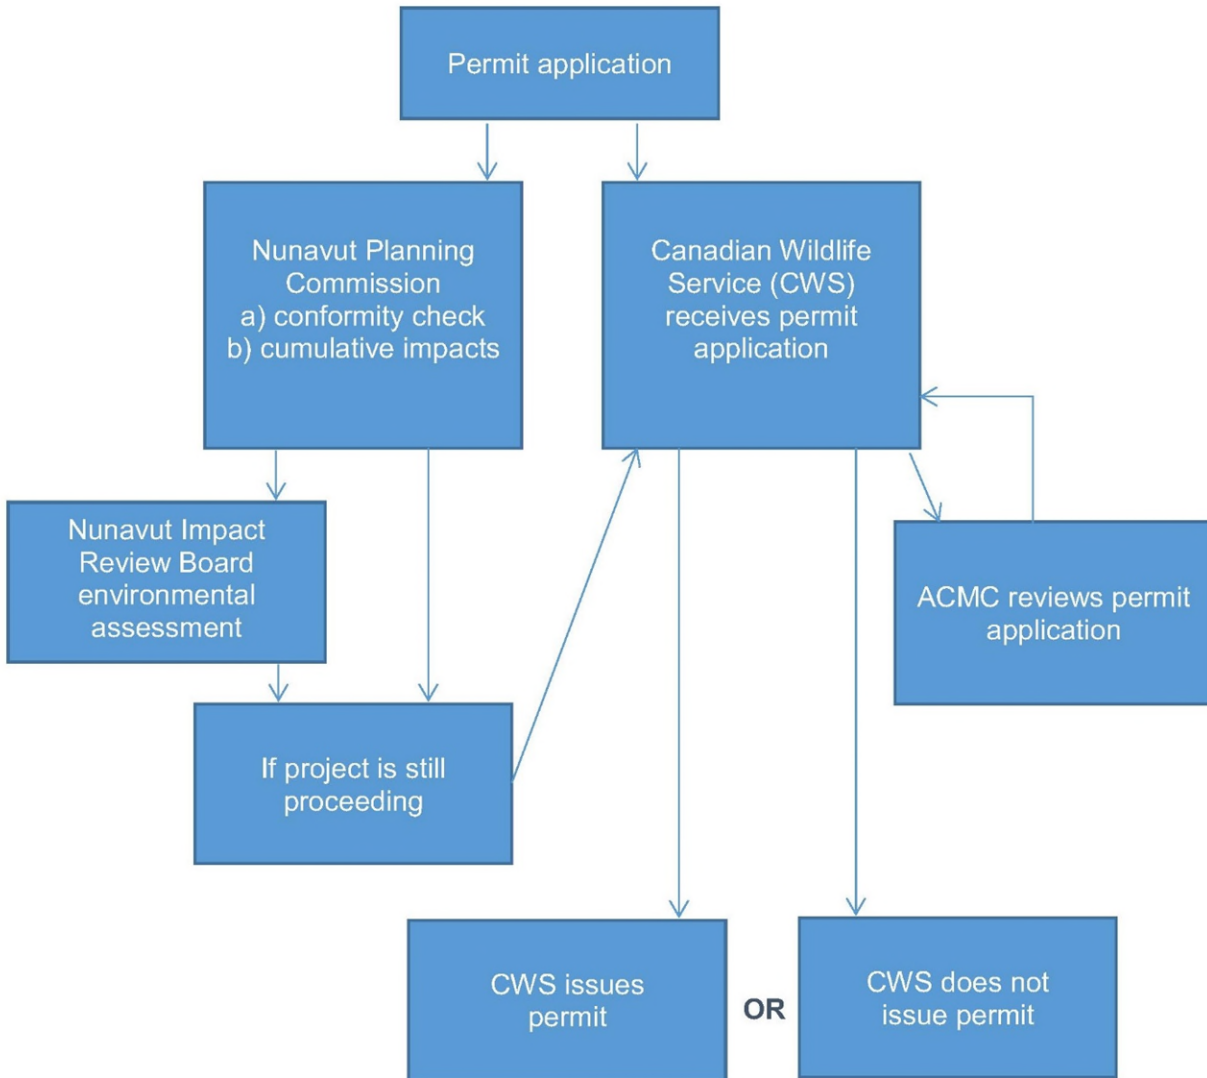 Permit application
Nunavut Planning
Commission
a) conformity check
b) cumulative impacts
Canadian Wildlife
Service (CWS)
receives permit
application
Nunavut Impact
Review Board
environmental
assessment
ACMC reviews permit
application
If project is still
proceeding
CWS issues
permit
OR
CWS does not
issue permit